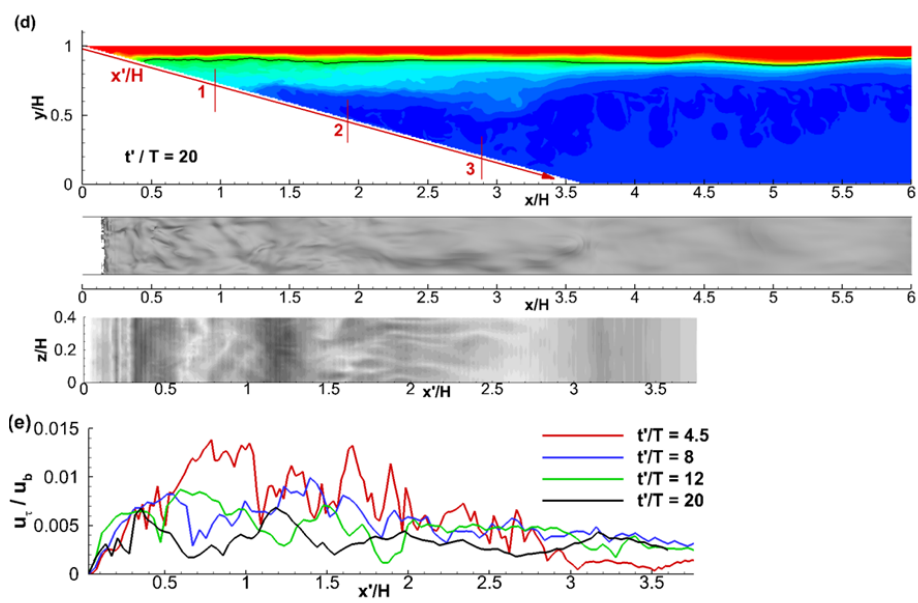 (d)
1
y/H
0.5
0
x'/H
1
2
3
t' / T = 20
0 0.5 1 1.5 2 2.5 3 3.5 4 4.5 5 5.5 6
x/H
0 0.5 1 1.5 2 2.5 3 3.5 4 4.5 5 5.5 6
x/H
z/H
0.4
0.2
0
0 0.5 1 1.5 2 2.5 3 3.5
x'/H
(e)
0.015
0.01
0.005
0
uτ / ub
t'/T = 4.5
t'/T = 8
t'/T = 12
t'/T = 20
0.5 1 1.5 2 2.5 3 3.5
x'/H